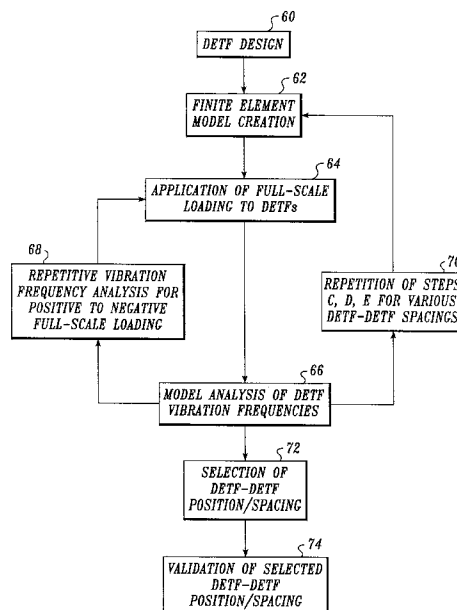 60
DETF DESIGN
62
FINITE ELEMENT
MODEL CREATION
64
APPLICATION OF FULL-SCALE
LOADING TO DETFs
68
REPETITIVE VIBRATION
FREQUENCY ANALYSIS FOR
POSITIVE TO NEGATIVE
FULL-SCALE LOADING
70
REPETITION OF STEPS
C, D, E FOR VARIOUS
DETF-DETF SPACINGS
66
MODEL ANALYSIS OF DETF
VIBRATION FREQUENCIES
72
SELECTION OF
DETF-DETF
POSITION/SPACING
74
VALIDATION OF SELECTED
DETF-DETF
POSITION/SPACING